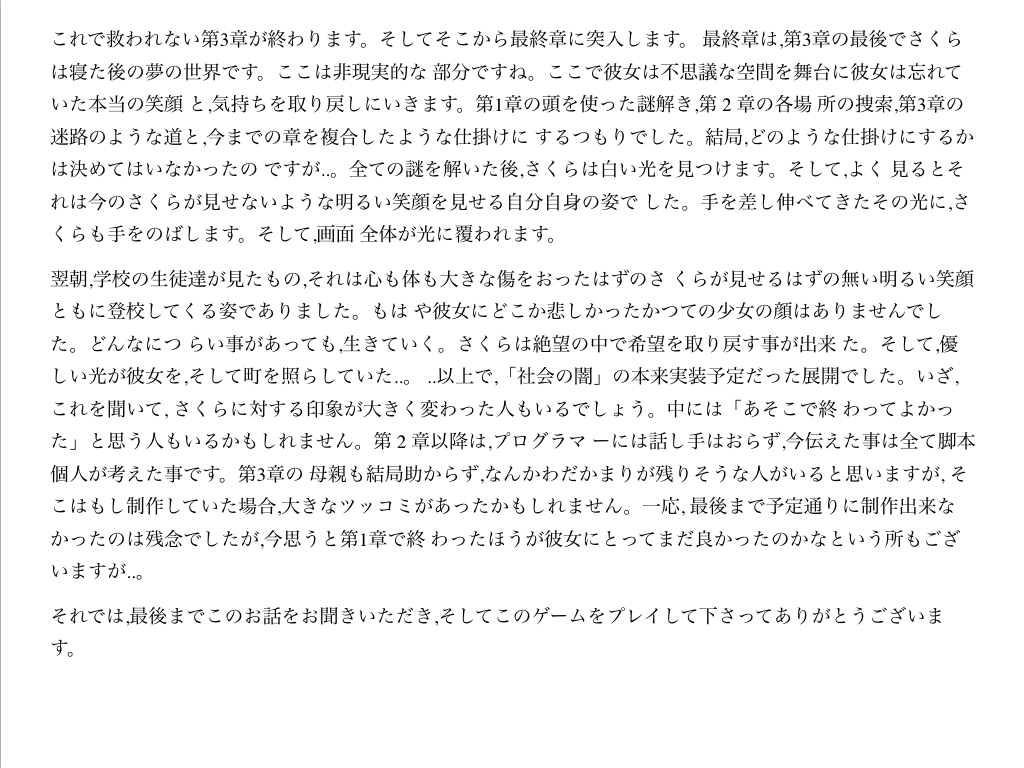 これで救われない第3章が終わります。そしてそこから最終章に突入します。 最終章は,第3章の最後でさくら
は寝た後の夢の世界です。ここは非現実的な 部分ですね。ここで彼女は不思議な空間を舞台に彼女は忘れて
いた本当の笑顔 と,気持ちを取り戻しにいきます。第1章の頭を使った謎解き,第 2 章の各場 所の捜索,第3章の
迷路のような道と,今までの章を複合したような仕掛けに するつもりでした。結局,どのような仕掛けにするか
は決めてはいなかったの ですが..。全ての謎を解いた後,さくらは白い光を見つけます。そして,よく 見るとそ
れは今のさくらが見せないような明るい笑顔を見せる自分自身の姿で した。手を差し伸べてきたその光に,さ
くらも手をのばします。そして,画面 全体が光に覆われます。
翌朝,学校の生徒達が見たもの,それは心も体も大きな傷をおったはずのさ くらが見せるはずの無い明るい笑顔
ともに登校してくる姿でありました。もは や彼女にどこか悲しかったかつての少女の顔はありませんでし
た。どんなにつ らい事があっても,生きていく。さくらは絶望の中で希望を取り戻す事が出来 た。そして,優
しい光が彼女を,そして町を照らしていた..。 ..以上で,「社会の闇」の本来実装予定だった展開でした。いざ,
これを聞いて, さくらに対する印象が大きく変わった人もいるでしょう。中には「あそこで終 わってよかっ
た」と思う人もいるかもしれません。第 2 章以降は,プログラマ ーには話し手はおらず,今伝えた事は全て脚本
個人が考えた事です。第3章の 母親も結局助からず,なんかわだかまりが残りそうな人がいると思いますが, そ
こはもし制作していた場合,大きなツッコミがあったかもしれません。一応, 最後まで予定通りに制作出来な
かったのは残念でしたが,今思うと第1章で終 わったほうが彼女にとってまだ良かったのかなという所もござ
いますが..。
それでは,最後までこのお話をお聞きいただき,そしてこのゲームをプレイして下さってありがとうございま
す。